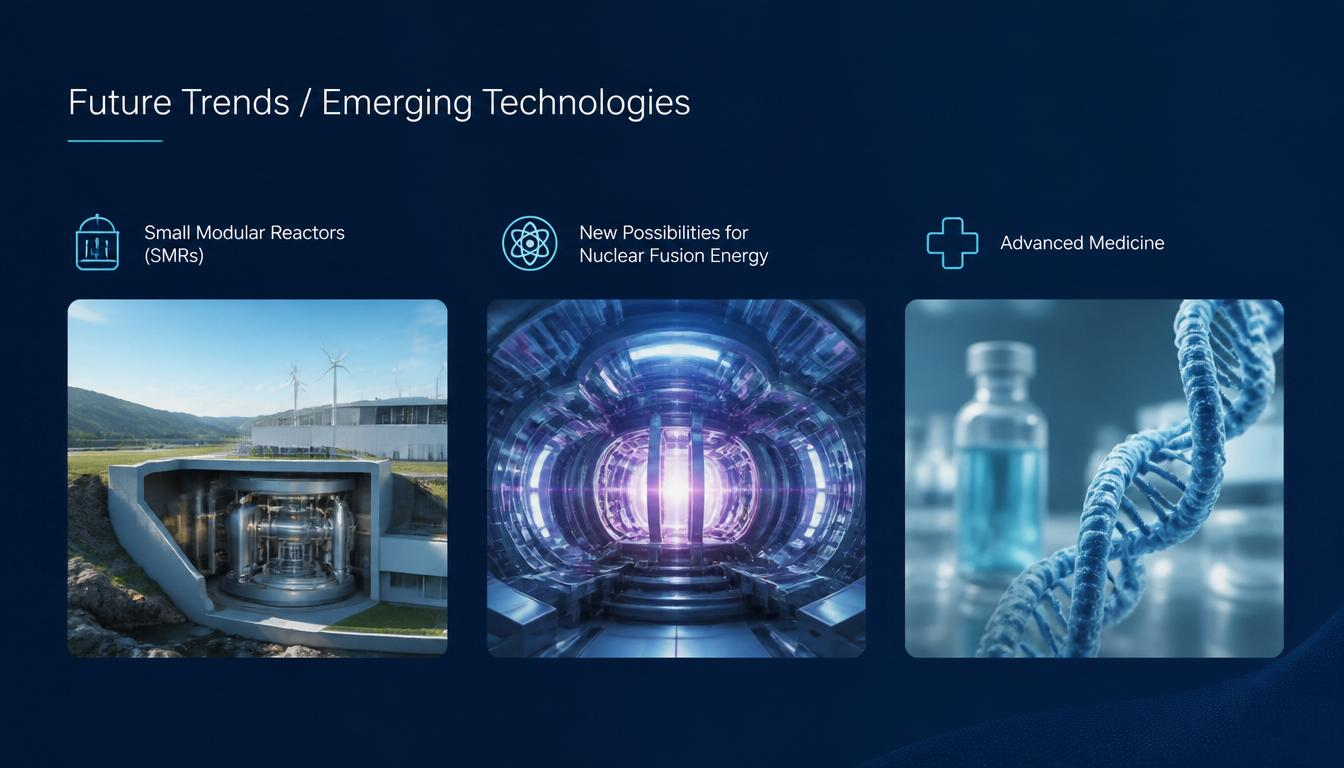 Future Trends / Emerging Technologies
Small Modular Reactors
(SMRs)
New Possibilities for
Nuclear Fusion Energy
Advanced Medicine